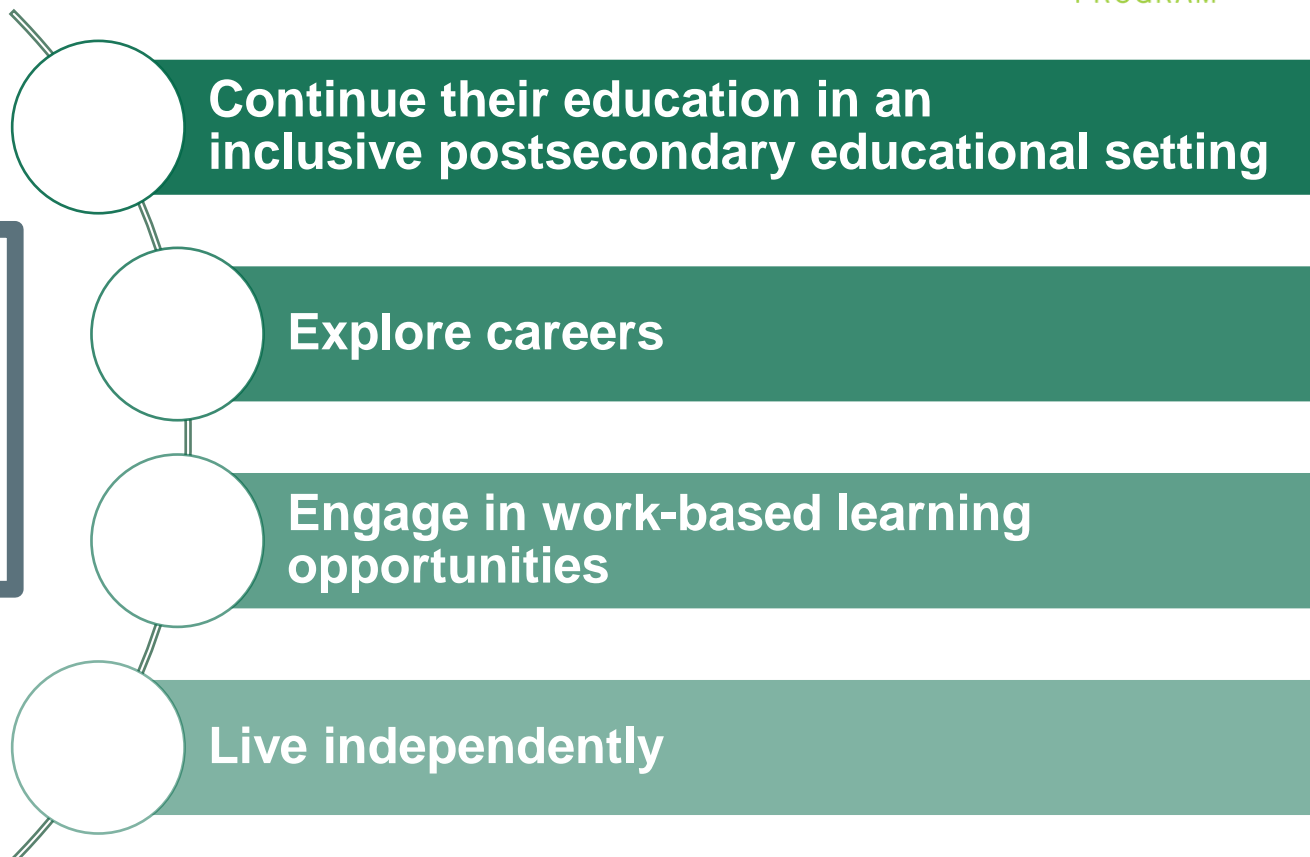 PROGRAM
Continue their education in an
inclusive postsecondary educational setting
Explore careers
Engage in work-based learning
opportunities
Live independently